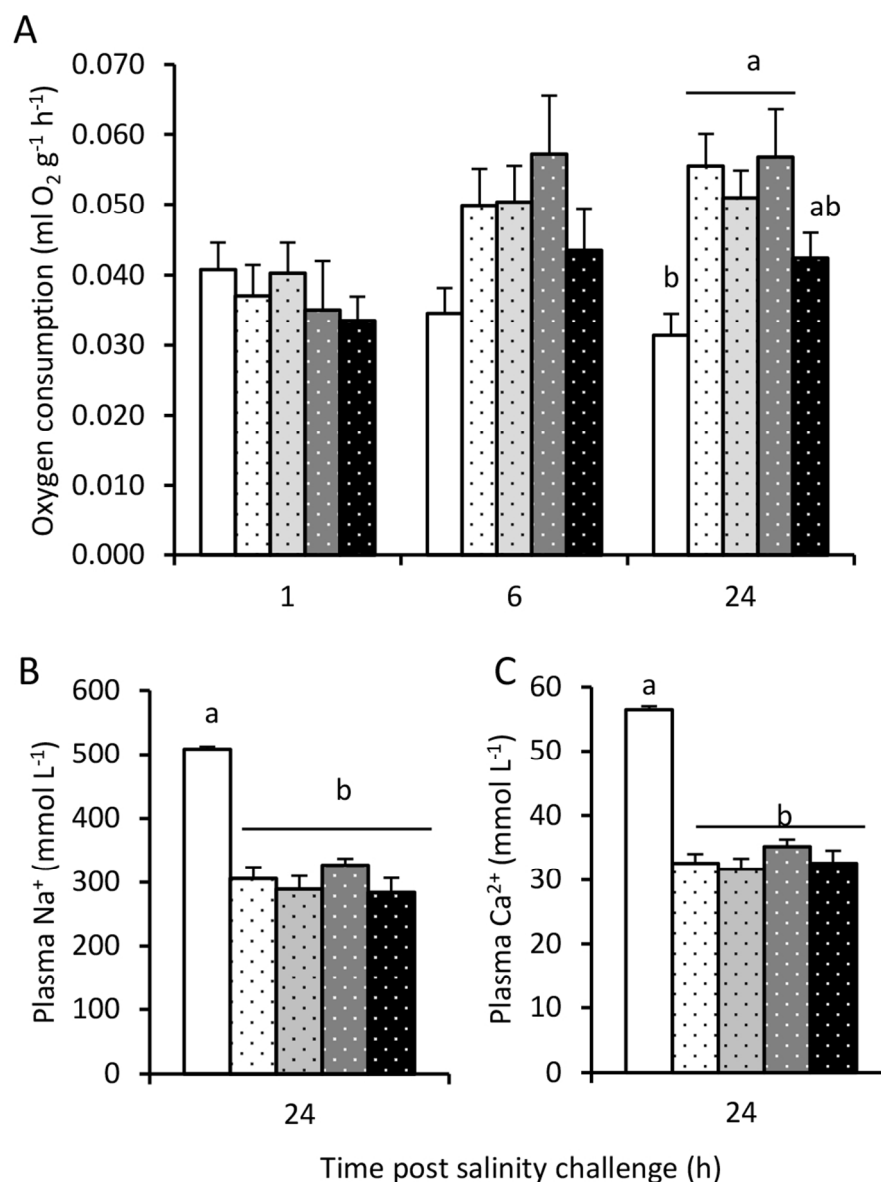 A
Oxygen consumption (ml O₂ g⁻¹ h⁻¹)
0.070
0.060
0.050
0.040
0.030
0.020
0.010
0.000
a
ab
b
1 6 24
B
Plasma Na⁺ (mmol L⁻¹)
600
500
400
300
200
100
0
a
b
24
C
Plasma Ca²⁺ (mmol L⁻¹)
60
50
40
30
20
10
0
a
b
24
Time post salinity challenge (h)